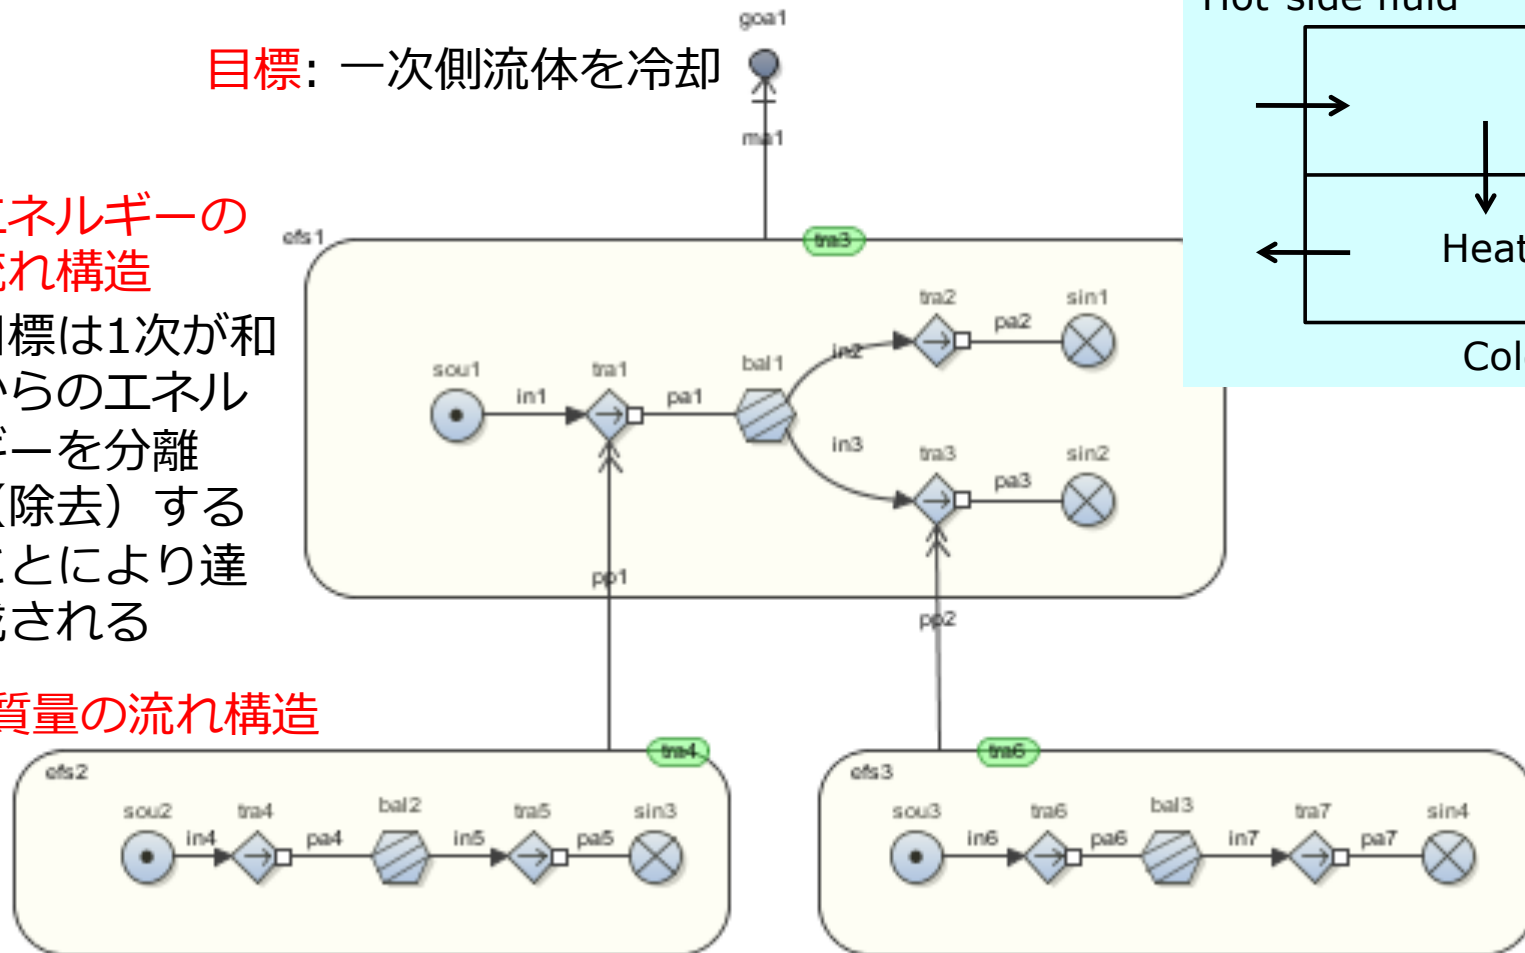 goa1
Hot side fluid
目標: 一次側流体を冷却
ma1
エネルギーの
流れ構造
efs1
tra3
Heat
目標は1次が和
からのエネル
ギーを分離
（除去）する
ことにより達
成される
Col
tra2
pa2
sin1
in2
sou1
in1
tra1
pa1
bal1
in3
tra3
pa3
sin2
pp1
pp2
質量の流れ構造
efs2
tra4
sou2
in4
tra4
pa4
bal2
in5
tra5
pa5
sin3
efs3
tra6
sou3
in6
tra6
pa6
bal3
in7
tra7
pa7
sin4